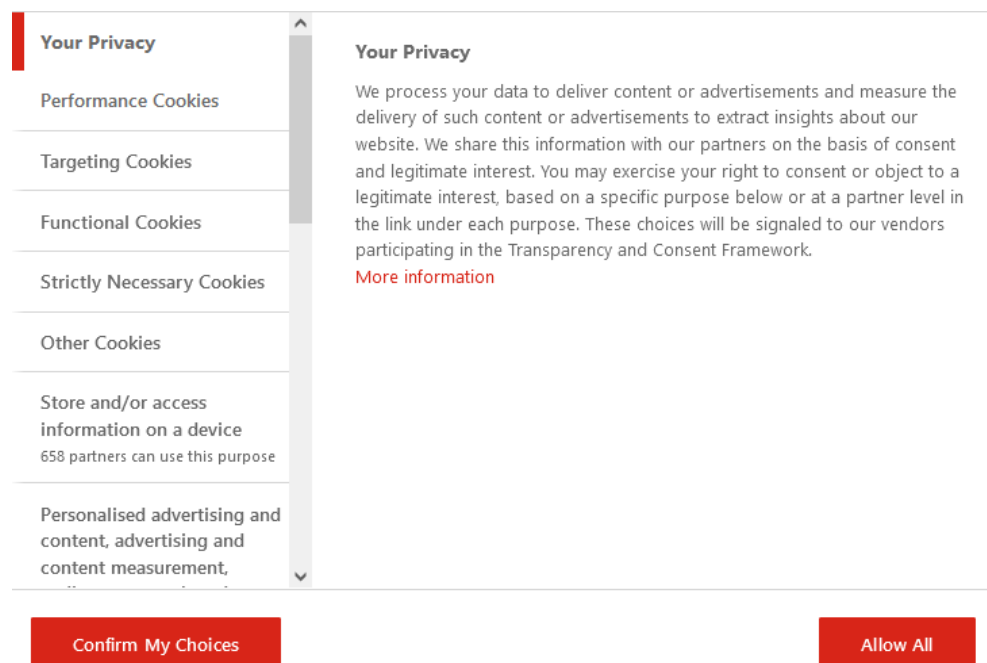 Your Privacy
Performance Cookies
Targeting Cookies
Functional Cookies
Strictly Necessary Cookies
Other Cookies
Store and/or access
information on a device
658 partners can use this purpose
Personalised advertising and
content, advertising and
content measurement,
Your Privacy
We process your data to deliver content or advertisements and measure the
delivery of such content or advertisements to extract insights about our
website. We share this information with our partners on the basis of consent
and legitimate interest. You may exercise your right to consent or object to a
legitimate interest, based on a specific purpose below or at a partner level in
the link under each purpose. These choices will be signaled to our vendors
participating in the Transparency and Consent Framework.
More information
Confirm My Choices
Allow All